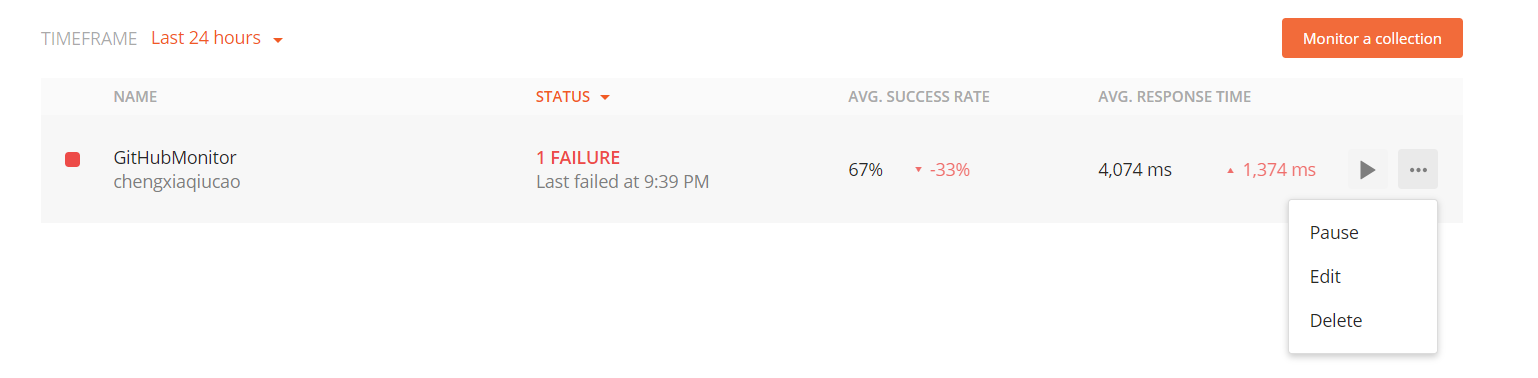 TIMEFRAME Last 24 hours
Monitor a collection
NAME STATUS AVG. SUCCESS RATE AVG. RESPONSE TIME
GitHubMonitor 1 FAILURE
chengxiaqiucao Last failed at 9:39 PM
67% -33% 4,074 ms 1,374 ms
Pause
Edit
Delete